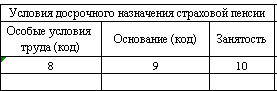 Условия досрочного назначения страховой пенсии
Особые условия труда (код) Основание (код) Занятость
8 9 10